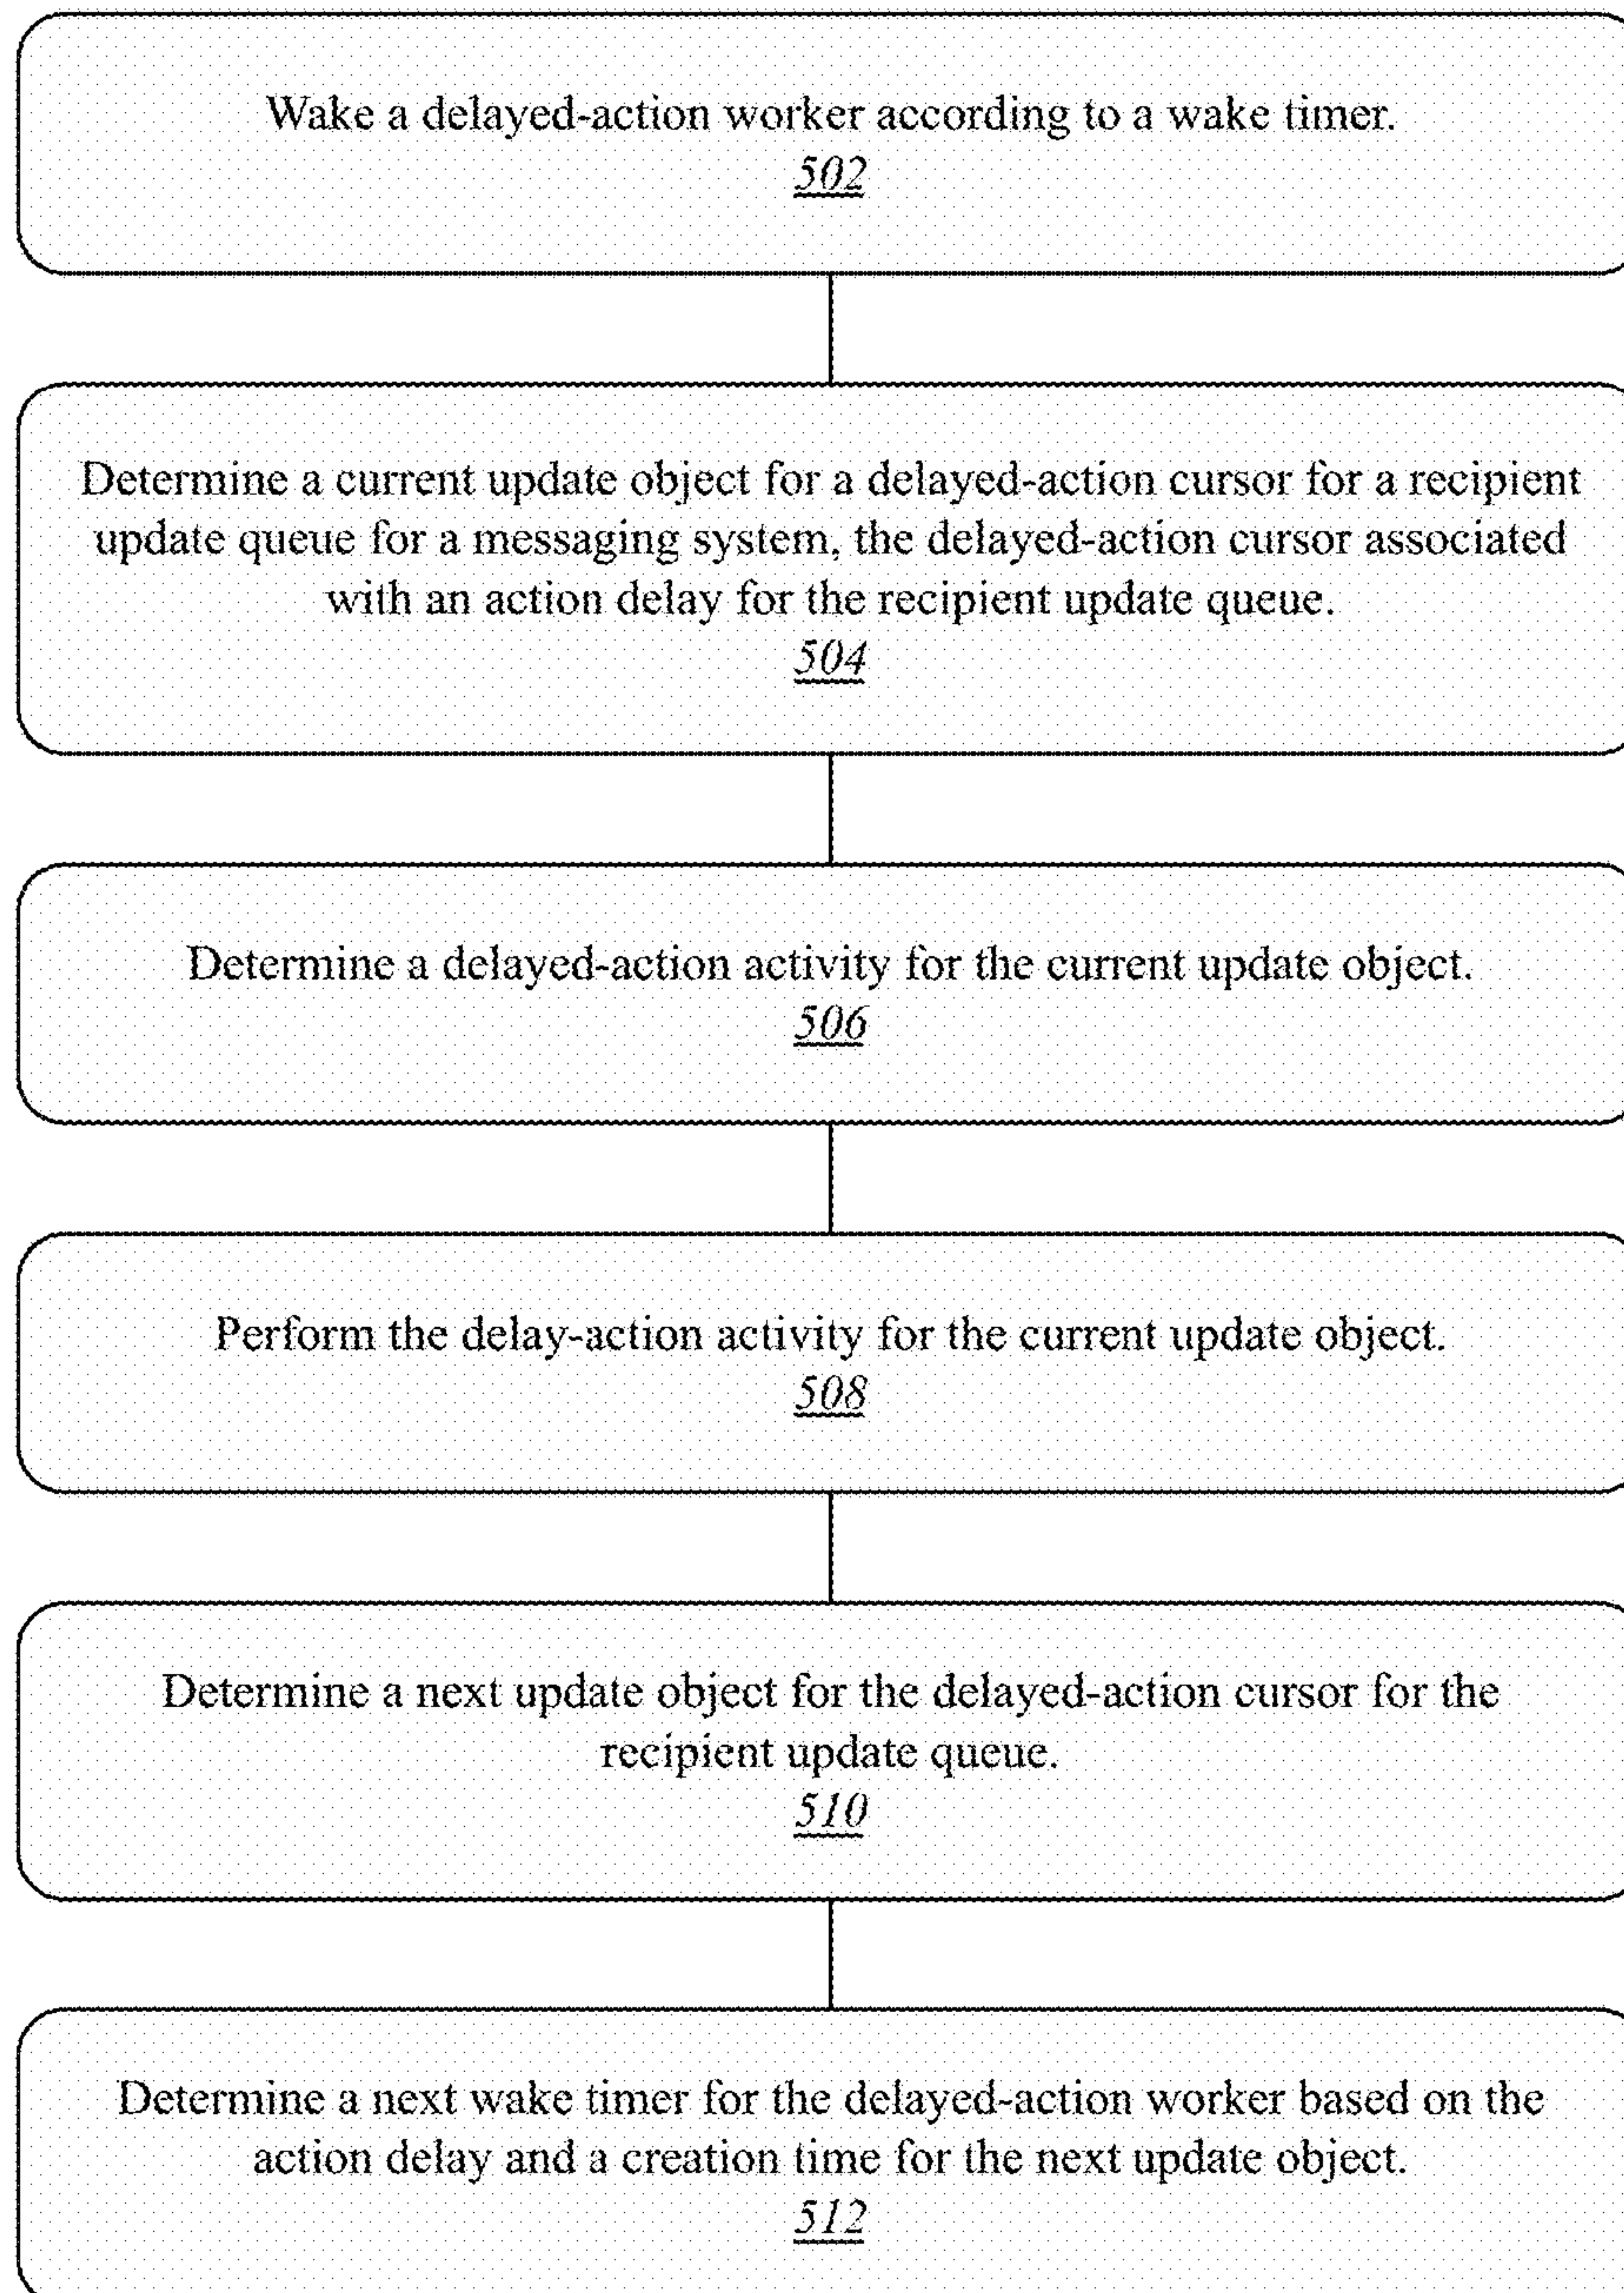 Wake a delayed-action worker according to a wake timer.
502
Determine a current update object for a delayed-action cursor for a recipient
update queue for a messaging system, the delayed-action cursor associated
with an action delay for the recipient update queue.
504
Determine a delayed-action activity for the current update object.
506
Perform the delay-action activity for the current update object.
508
Determine a next update object for the delayed-action cursor for the
recipient update queue.
510
Determine a next wake timer for the delayed-action worker based on the
action delay and a creation time for the next update object.
512